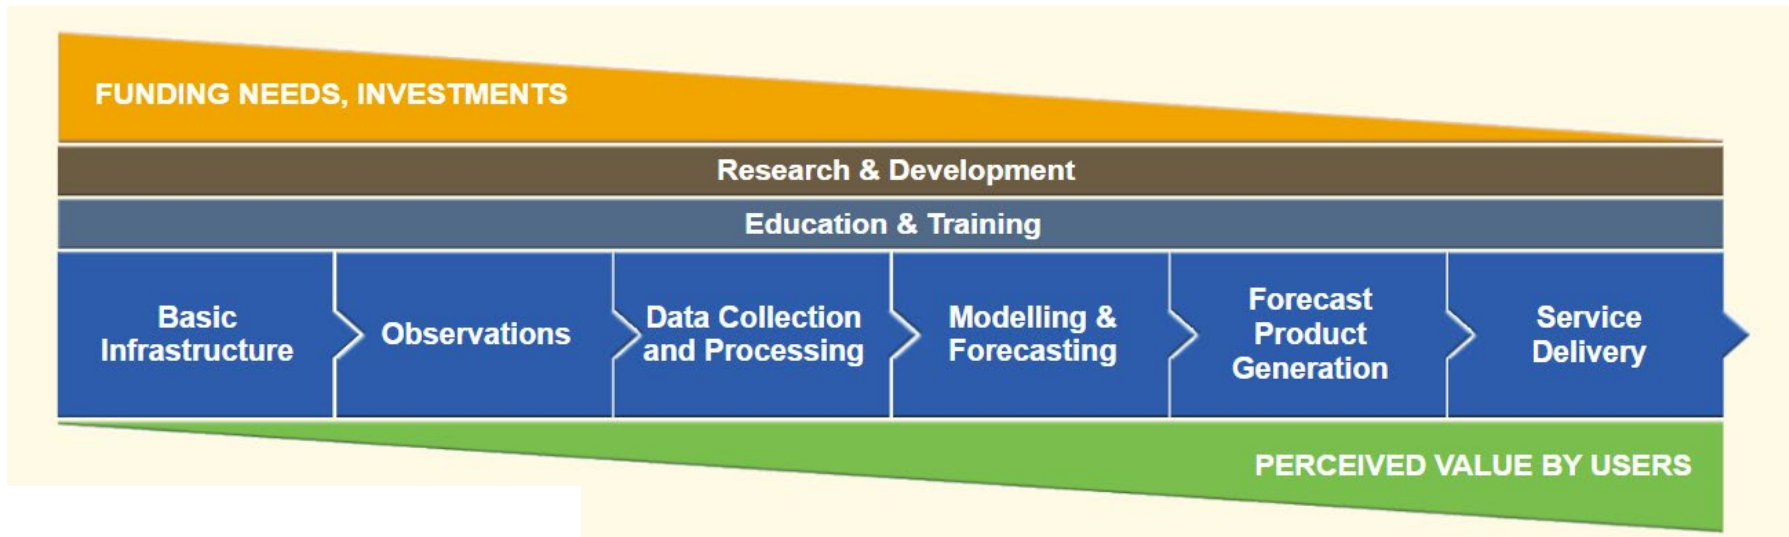 FUNDING NEEDS, INVESTMENTS
Research & Development
Education & Training
Basic
Infrastructure
Observations
Data Collection
and Processing
Modelling &
Forecasting
Forecast
Product
Generation
Service
Delivery
PERCEIVED VALUE BY USERS